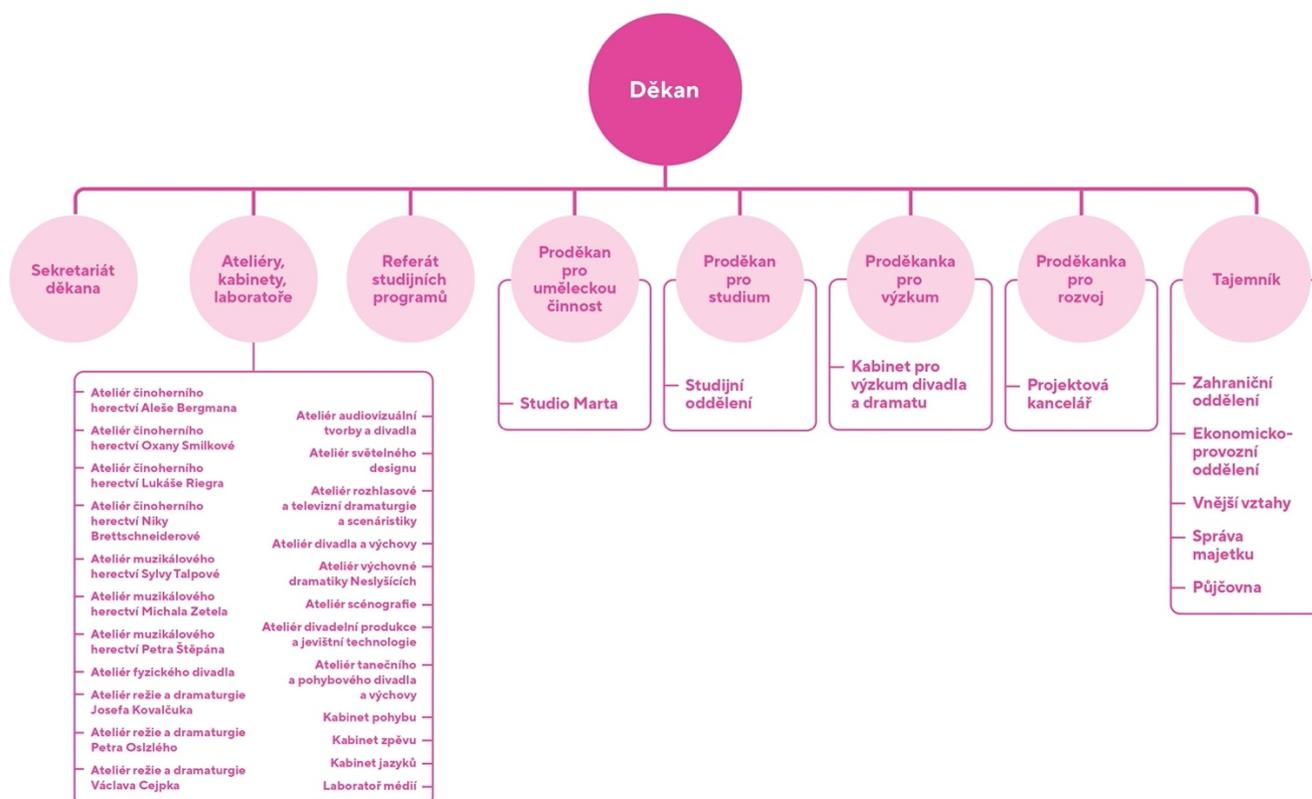 Děkan
Sekretariát
děkana
Ateliéry,
kabinety,
laboratoře
Referát
studijních
programů
Proděkan
pro
uměleckou
činnost
Proděkan
pro
studium
Proděkanka
pro
výzkum
Proděkanka
pro
rozvoj
Tajemník
Ateliér činoherního
herectví Aleše Bergmana
Ateliér činoherního
herectví Oxany Smilkové
Ateliér činoherního
herectví Lukáše Riegra
Ateliér činoherního
herectví Niky
Brettschneiderové
Ateliér muzikálového
herectví Sylvy Talpové
Ateliér muzikálového
herectví Michala Zetela
Ateliér muzikálového
herectví Petra Štěpána
Ateliér fyzického divadla
Ateliér režie a dramaturgie
Josefa Kovalčuka
Ateliér režie a dramaturgie
Petra Oslzlého
Ateliér režie a dramaturgie
Václava Cejpka
Ateliér audiovizuální
tvorby a divadla
Ateliér světelného
designu
Ateliér rozhlasové
a televizní dramaturgie
a scenáristiky
Ateliér divadla a výchovy
Ateliér výchovné
dramatiky Neslyšících
Ateliér scénografie
Ateliér divadelní produkce
a jevištní technologie
Ateliér tanečního
a pohybového divadla
a výchovy
Kabinet pohybu
Kabinet zpěvu
Kabinet jazyků
Laboratoř médií
Studio Marta
Studijní
oddělení
Kabinet pro
výzkum divadla
a dramatu
Projektová
kancelář
Zahraniční
oddělení
Ekonomicko-
provozní
oddělení
Vnější vztahy
Správa
majetku
Půjčovna